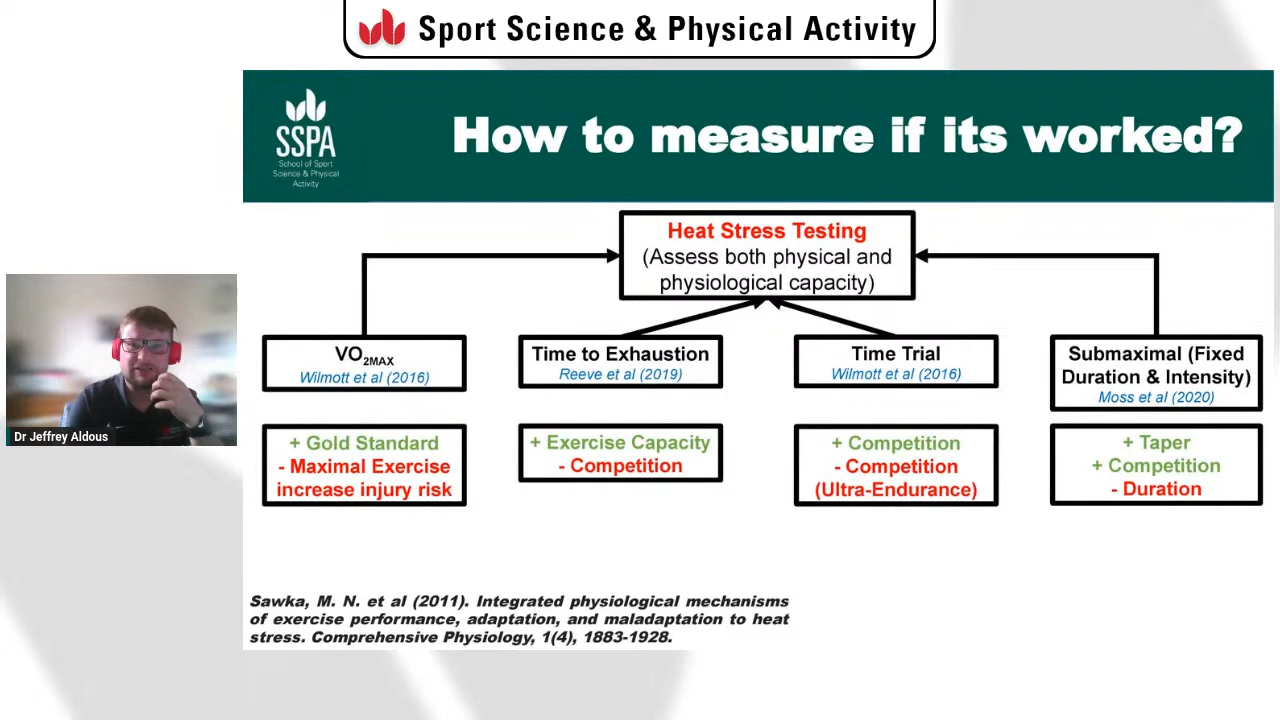 Sport Science & Physical Activity
SSPA
School of Sport
Science & Physical
Activity
How to measure if its worked?
Heat Stress Testing
(Assess both physical and
physiological capacity)
VO2MAX
Wilmott et al (2016)
+ Gold Standard
- Maximal Exercise
increase injury risk
Time to Exhaustion
Reeve et al (2019)
+ Exercise Capacity
- Competition
Time Trial
Wilmott et al (2016)
+ Competition
- Competition
(Ultra-Endurance)
Submaximal (Fixed
Duration & Intensity)
Moss et al (2020)
+ Taper
+ Competition
- Duration
Dr Jeffrey Aldous
Sawka, M. N. et al (2011). Integrated physiological mechanisms
of exercise performance, adaptation, and maladaptation to heat
stress. Comprehensive Physiology, 1(4), 1883-1928.